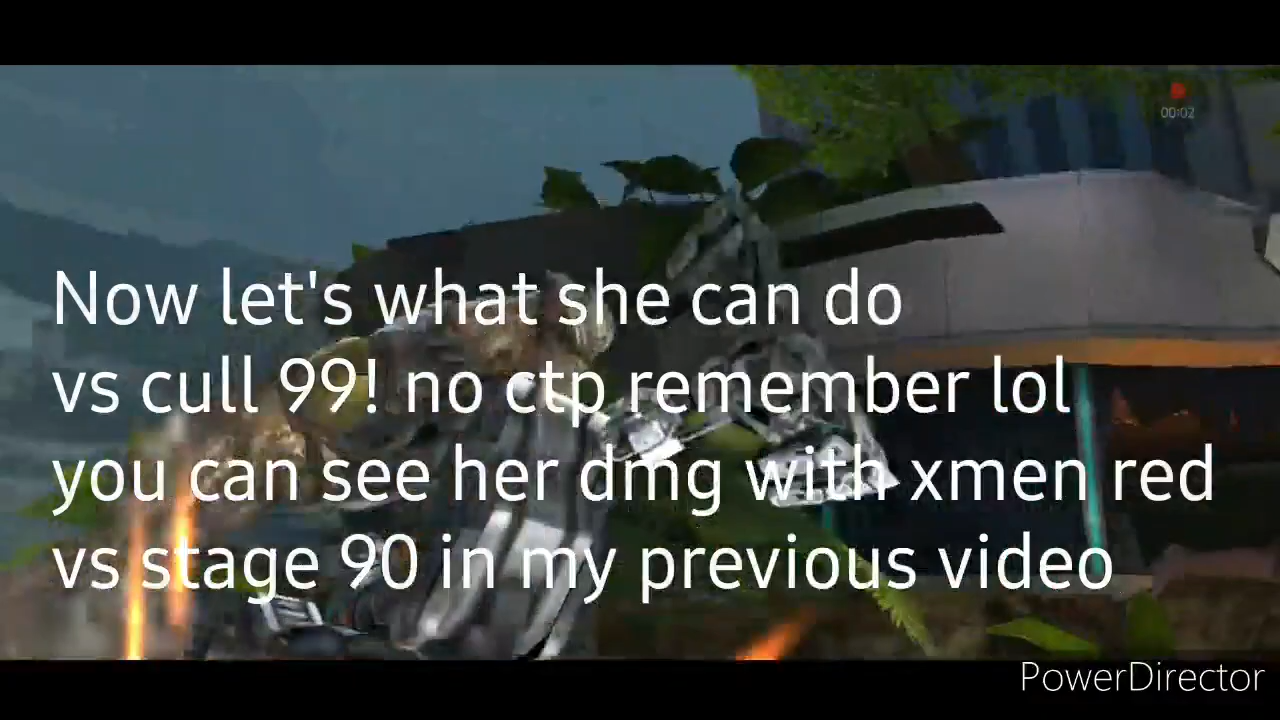 00:02
Now let's what she can do
vs cull 99! no ctp remember lol
you can see her dmg with xmen red
vs stage 90 in my previous video
PowerDirector